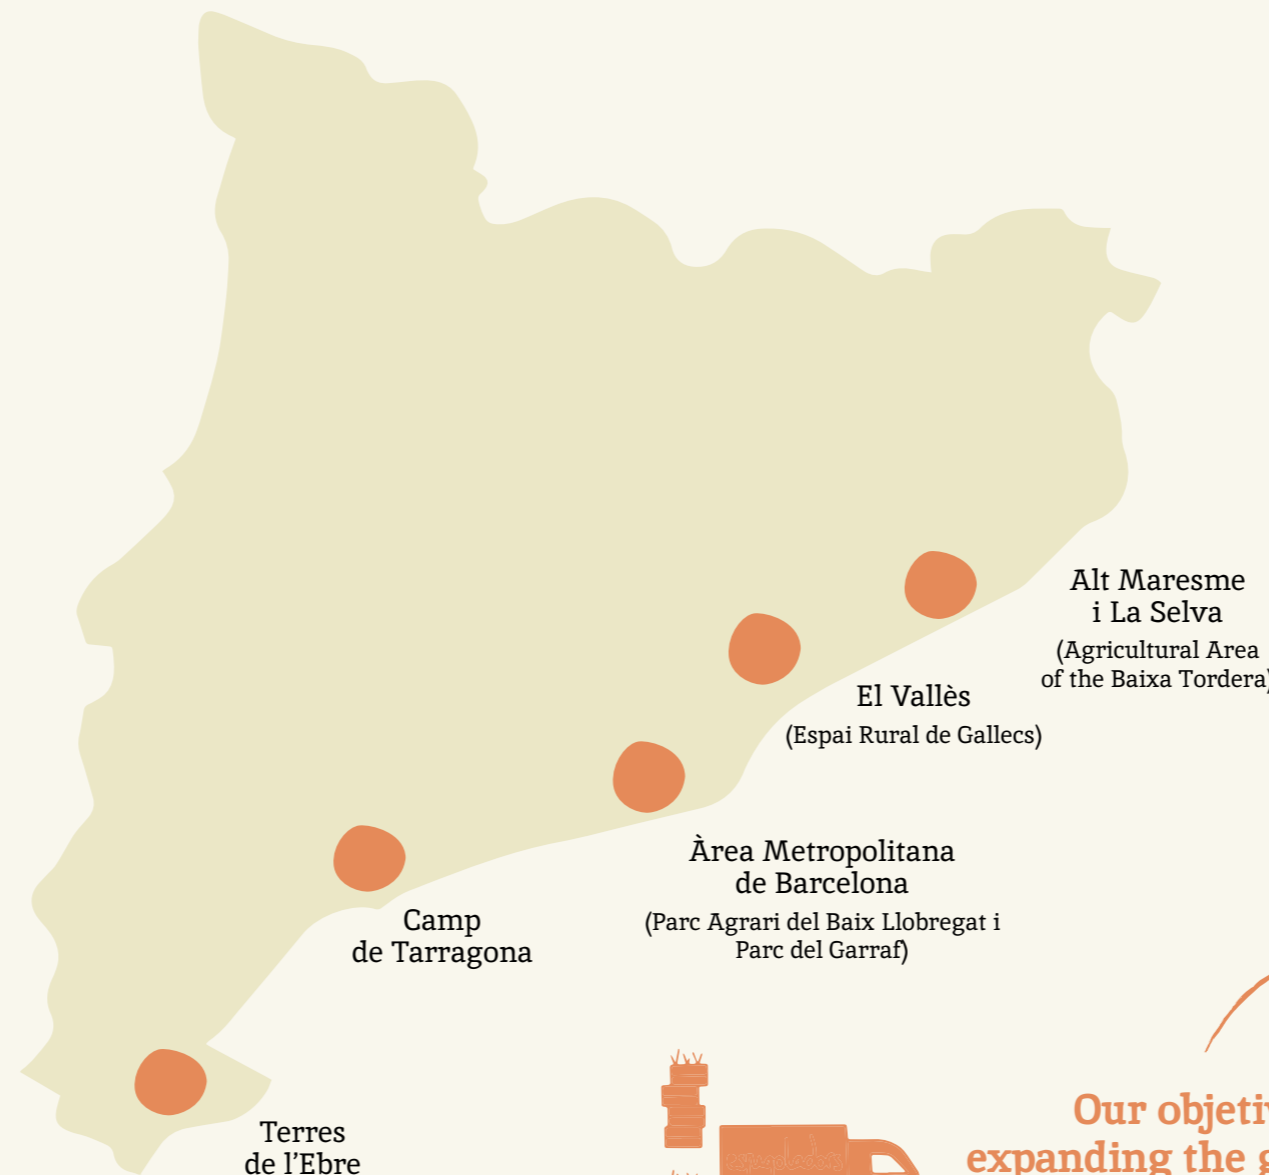 Alt Maresme
i La Selva
(Agricultural Area
of the Baixa Tordera)
El Vallès
(Espai Rural de Gallecs)
Àrea Metropolitana
de Barcelona
(Parc Agrari del Baix Llobregat i
Parc del Garraf)
Camp
de Tarragona
Terres
de l'Ebre
Our objeti
expanding the g